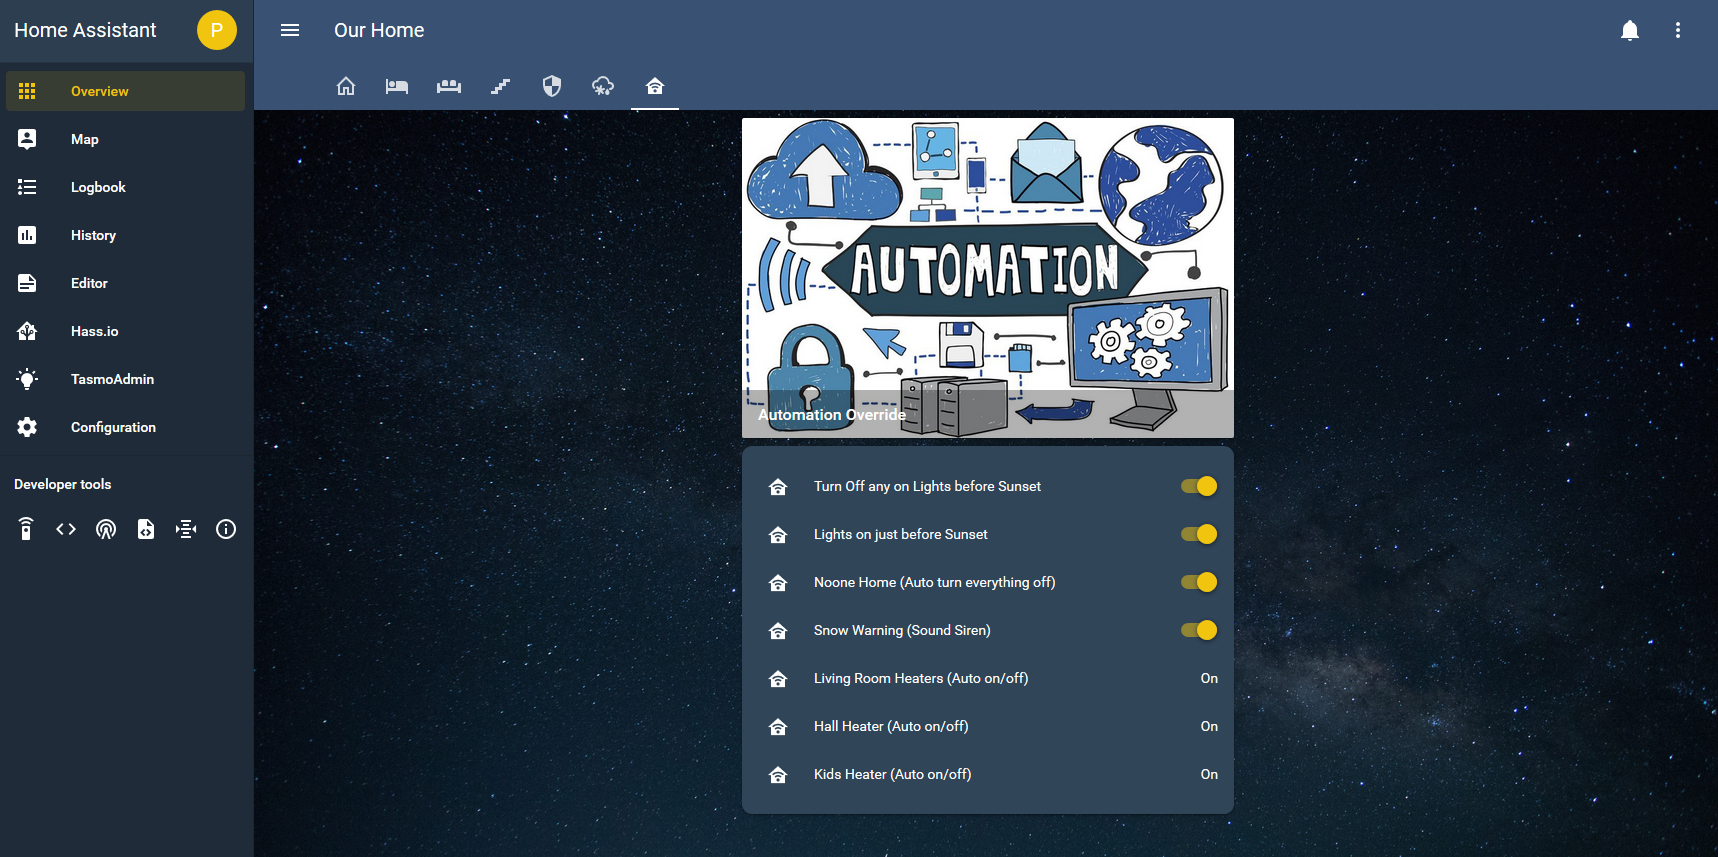 Home Assistant
P
Our Home
Overview
Map
Logbook
History
Editor
Hass.io
TasmoAdmin
Configuration
Developer tools
AUTOMATION
Automation Override
Turn Off any on Lights before Sunset
Lights on just before Sunset
Noone Home (Auto turn everything off)
Snow Warning (Sound Siren)
Living Room Heaters (Auto on/off) On
Hall Heater (Auto on/off) On
Kids Heater (Auto on/off) On